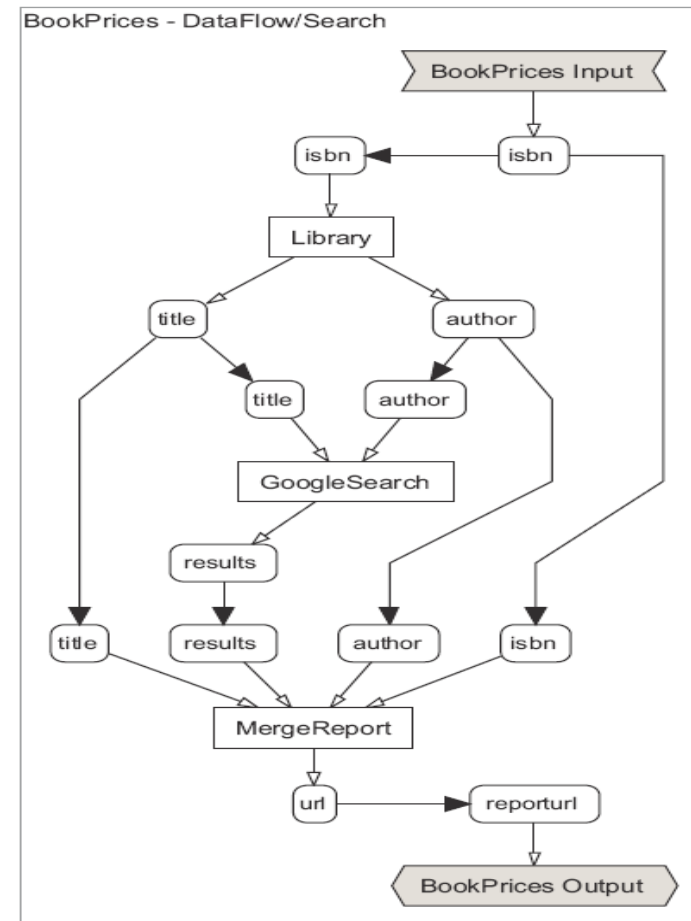 BookPrices - DataFlow/Search
BookPrices Input
isbn isbn
Library
title author
title author
GoogleSearch
results
title results author isbn
MergeReport
url reporturl
BookPrices Output